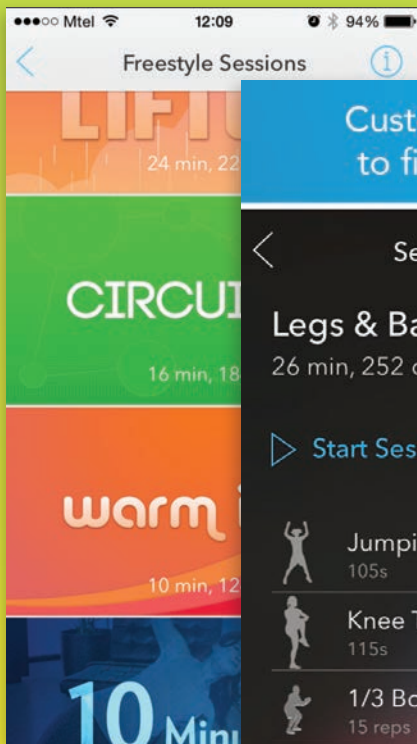 Mtel 12:09 94%
Freestyle Sessions
24 min, 22
CIRCUI
16 min, 18
warm
10 min, 12
10 Minu
Cust
to fi
Se
Legs & Ba
26 min, 252 c
Start Ses
Jumpi
105s
Knee T
115s
1/3 Bo
15 reps